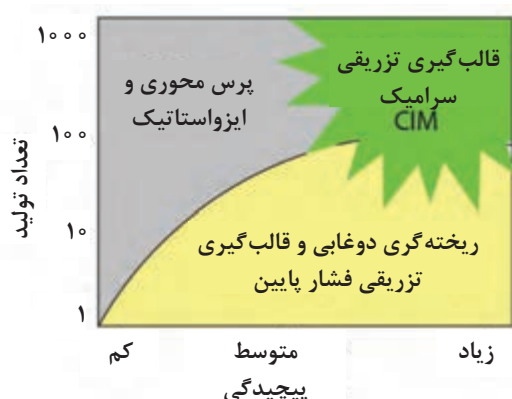 ۱۰۰۰
۱۰۰
۱۰
۱
تعداد تولید
پرس محوری و
ایزواستاتیک
قالب‌گیری تزریقی
سرامیک
CIM
ریخته‌گری دوغابی و قالب‌گیری
تزریقی فشار پایین
کم
متوسط
زیاد
پیچیدگی